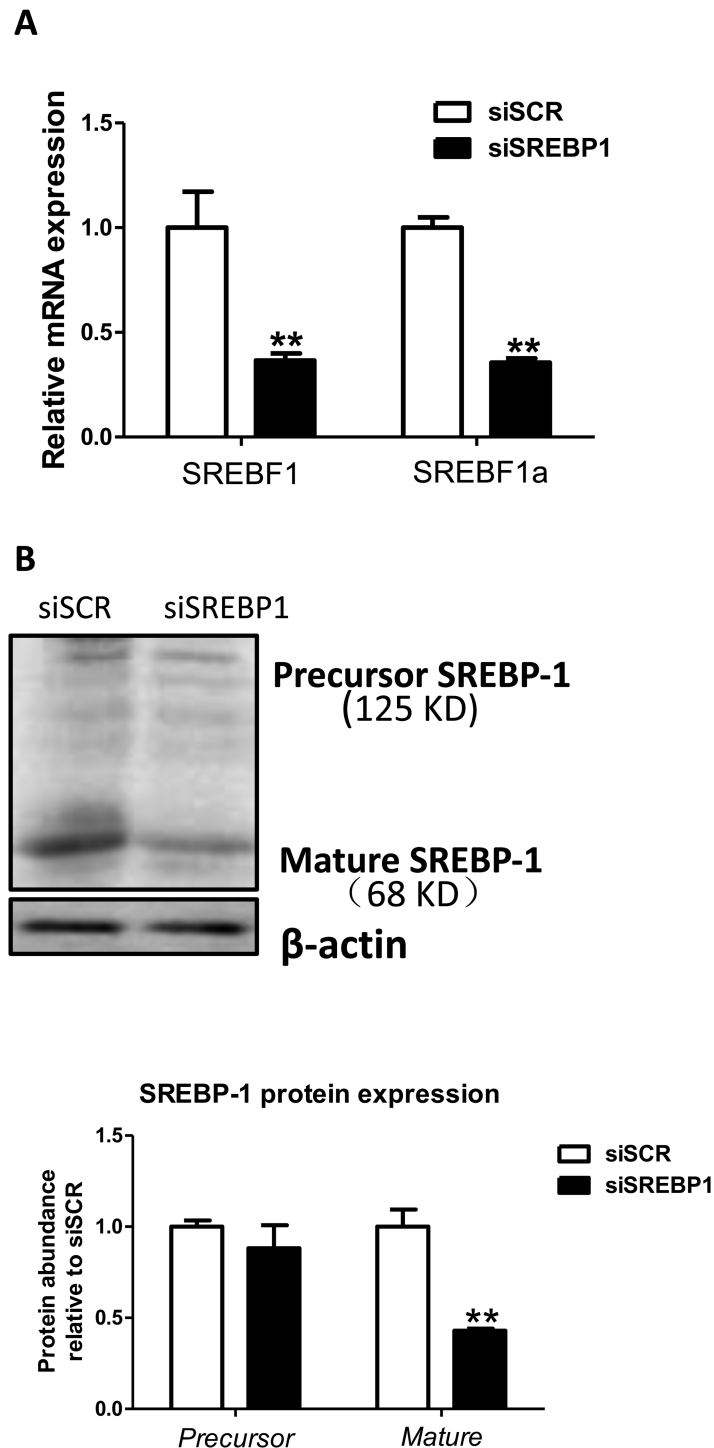 A
Relative mRNA expression
1.5
1.0
0.5
0.0
siSCR
siSREBP1
**
**
SREBF1
SREBF1a
B
siSCR
siSREBP1
Precursor SREBP-1
(125 KD)
Mature SREBP-1
（68 KD）
β-actin
SREBP-1 protein expression
Protein abundance
relative to siSCR
1.5
1.0
0.5
0.0
siSCR
siSREBP1
**
Precursor
Mature